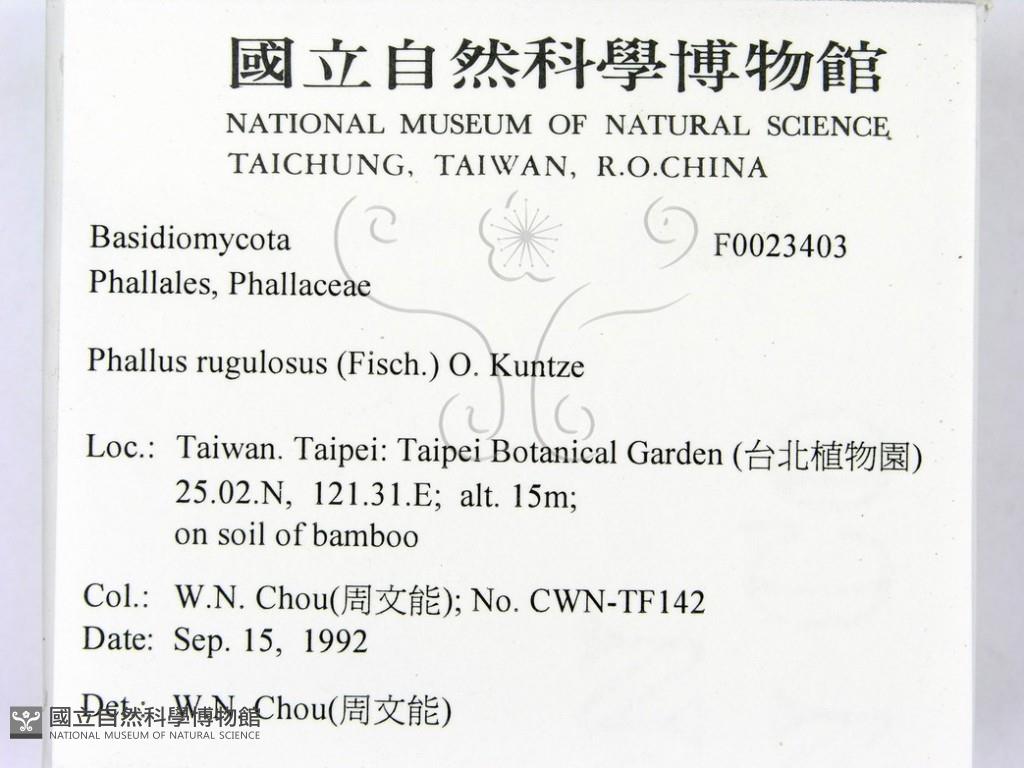 國立自然科學博物館
NATIONAL MUSEUM OF NATURAL SCIENCE,
TAICHUNG, TAIWAN, R.O.CHINA
Basidiomycota F0023403
Phallales, Phallaceae
Phallus rugulosus (Fisch.) O. Kuntze
Loc.: Taiwan. Taipei: Taipei Botanical Garden (台北植物園)
25.02.N, 121.31.E; alt. 15m;
on soil of bamboo
Col.: W.N. Chou(周文能); No. CWN-TF142
Date: Sep. 15, 1992
Det.: W.N. Chou(周文能)
國立自然科學博物館
NATIONAL MUSEUM OF NATURAL SCIENCE